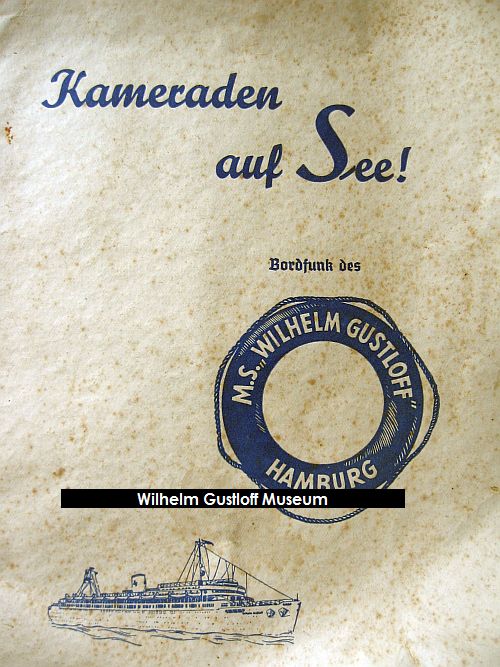 Kameraden
auf See!
Bordfunk des
M.S. „WILHELM GUSTLOFF”
HAMBURG
Wilhelm Gustloff Museum